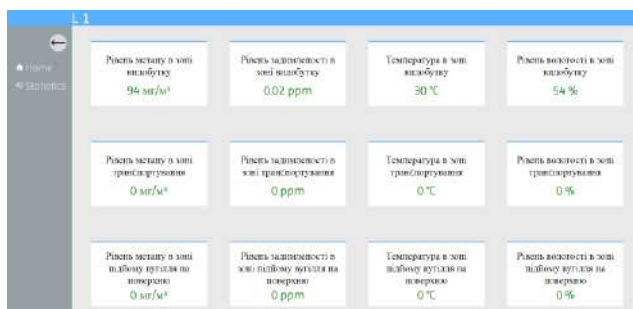 L 1
Home
Statistics
Рівень метану в зоні
видобутку
94 мг/м³
Рівень задимленості в
зоні видобутку
0.02 ppm
Температура в зоні
видобутку
30 °C
Рівень вологості в зоні
видобутку
54 %
Рівень метану в зоні
транспортування
0 мг/м³
Рівень задимленості в
зоні транспортування
0 ppm
Температура в зоні
транспортування
0 °C
Рівень вологості в зоні
транспортування
0 %
Рівень метану в зоні
підйому вугілля на
поверхню
0 мг/м³
Рівень задимленості в
зоні підйому вугілля на
поверхню
0 ppm
Температура в зоні
підйому вугілля на
поверхню
0 °C
Рівень вологості в зоні
підйому вугілля на
поверхню
0 %